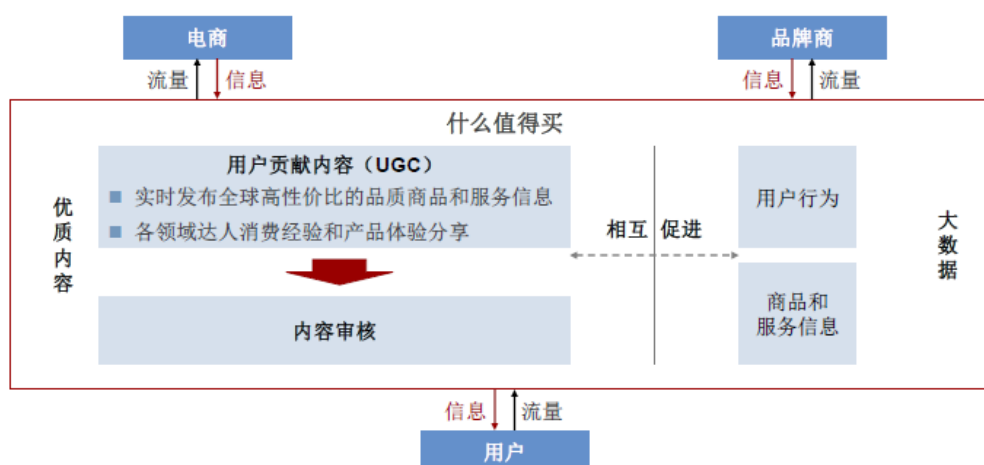 电商
品牌商
流量 信息
信息 流量
什么值得买
优质内容
用户贡献内容（UGC）
实时发布全球高性价比的品质商品和服务信息
各领域达人消费经验和产品体验分享
内容审核
相互 促进
用户行为
商品和
服务信息
大数据
信息 流量
用户